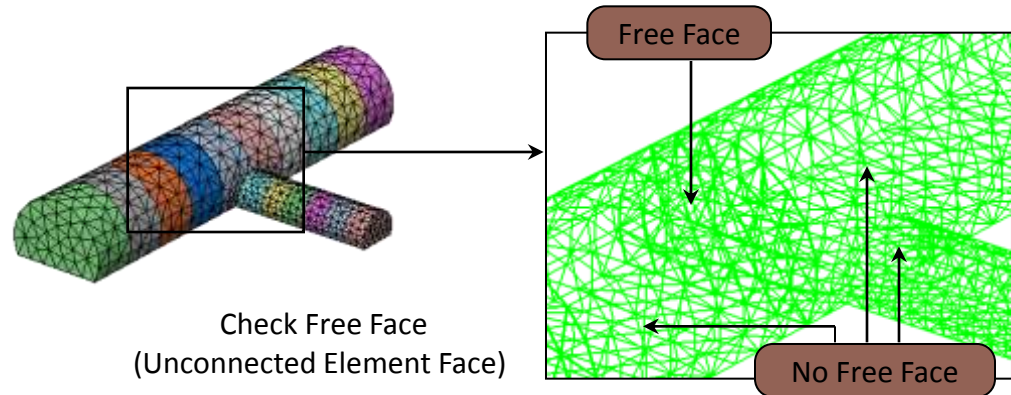 Free Face
Check Free Face
(Unconnected Element Face)
No Free Face